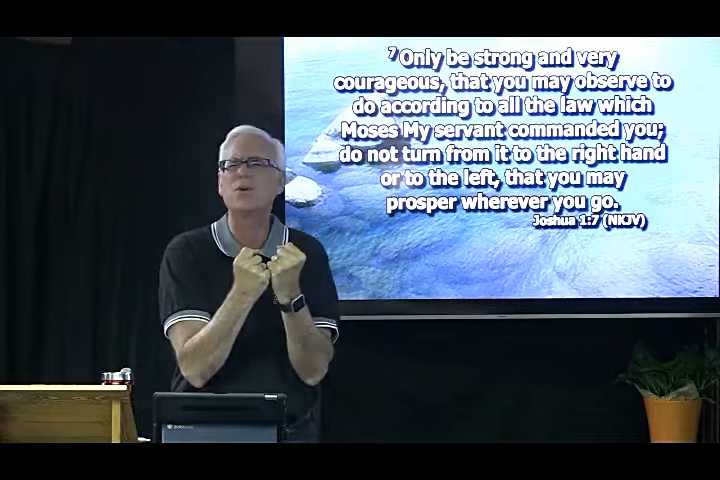 7 Only be strong and very
courageous, that you may observe to
do according to all the law which
Moses My servant commanded you;
do not turn from it to the right hand
or to the left, that you may
prosper wherever you go.
Joshua 1:7 (NKJV)